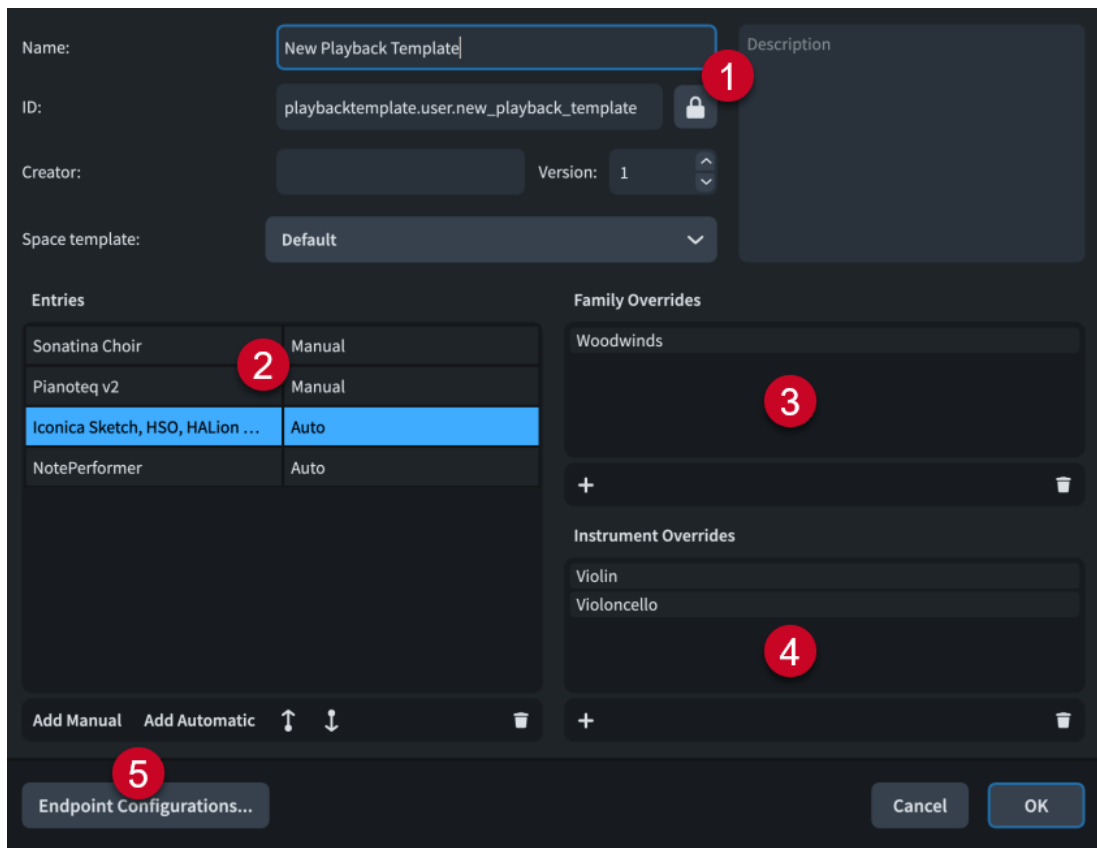 Name:
New Playback Template
Description
1
ID:
playbacktemplate.user.new_playback_template
Creator:
Version:
1
Space template:
Default
Entries
Sonatina Choir
Manual
2
Pianoteq v2
Manual
Iconica Sketch, HSO, HALion ...
Auto
NotePerformer
Auto
Add Manual
Add Automatic
Family Overrides
Woodwinds
3
Instrument Overrides
Violin
Violoncello
4
5
Endpoint Configurations...
Cancel
OK